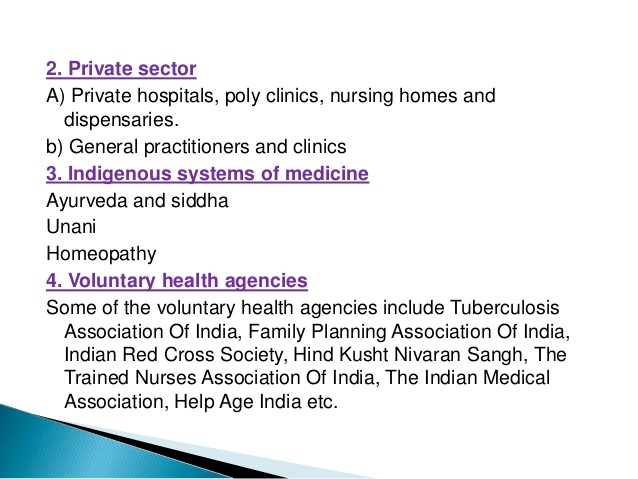 2. Private sector
A) Private hospitals, poly clinics, nursing homes and
dispensaries.
b) General practitioners and clinics
3. Indigenous systems of medicine
Ayurveda and siddha
Unani
Homeopathy
4. Voluntary health agencies
Some of the voluntary health agencies include Tuberculosis
Association Of India, Family Planning Association Of India,
Indian Red Cross Society, Hind Kusht Nivaran Sangh, The
Trained Nurses Association Of India, The Indian Medical
Association, Help Age India etc.